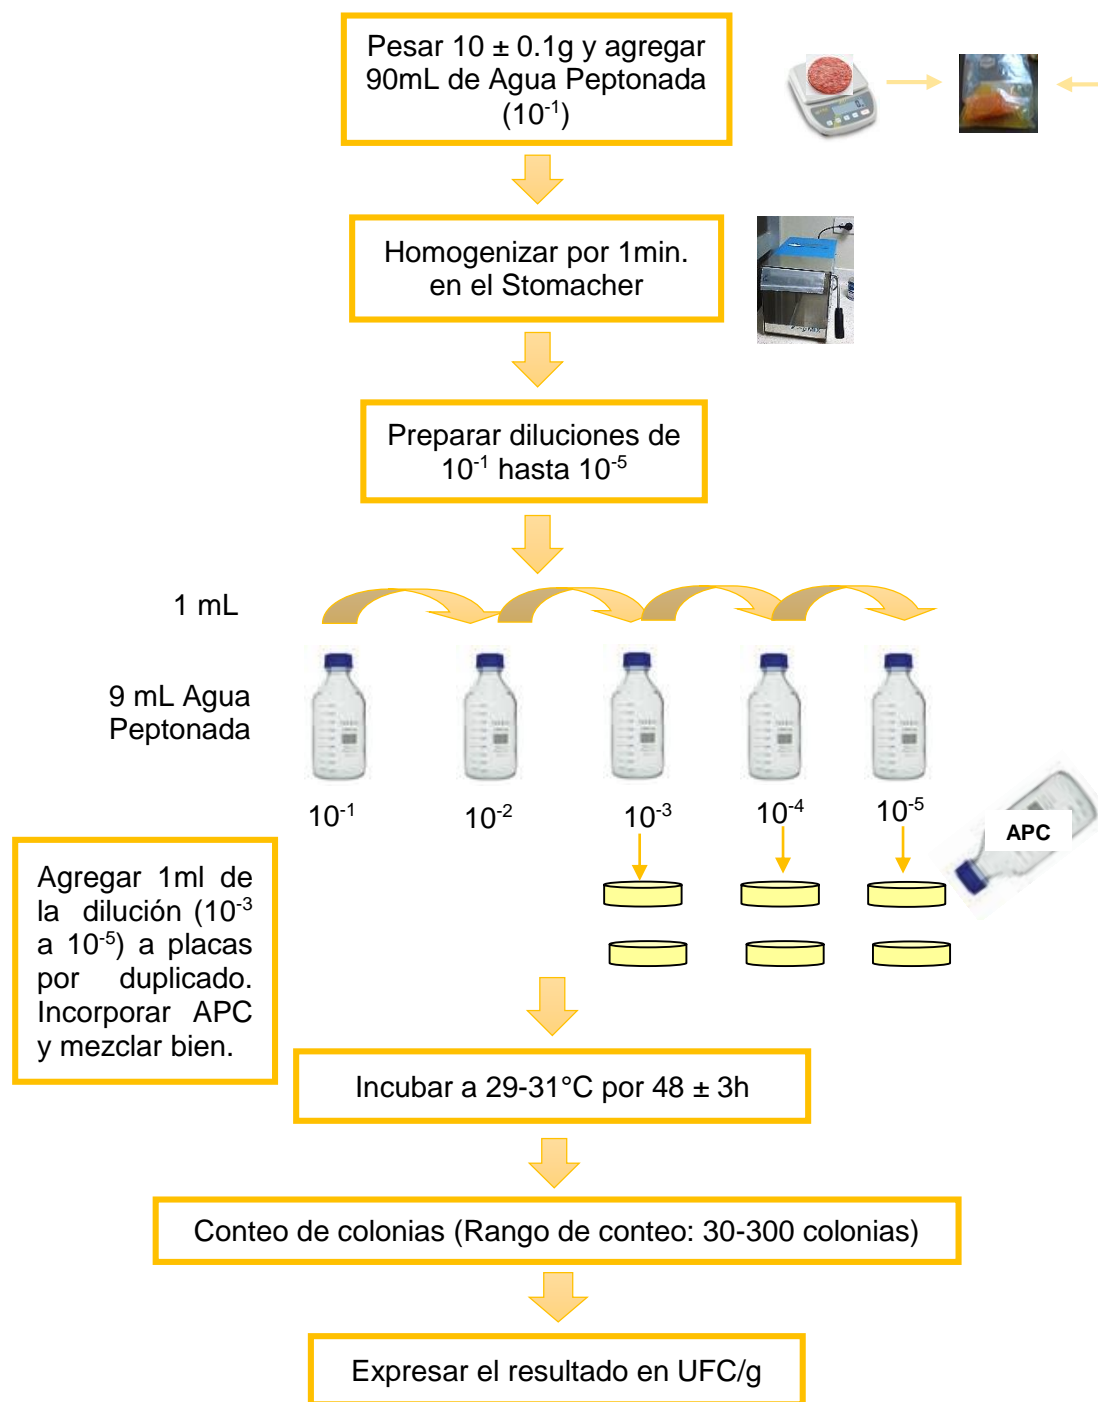 Pesar 10 ± 0.1g y agregar
90mL de Agua Peptonada
(10⁻¹)
Homogenizar por 1min.
en el Stomacher
Preparar diluciones de
10⁻¹ hasta 10⁻⁵
1 mL
9 mL Agua
Peptonada
10⁻¹
10⁻²
10⁻³
10⁻⁴
10⁻⁵
APC
Agregar 1ml de
la dilución (10⁻³
a 10⁻⁵) a placas
por duplicado.
Incorporar APC
y mezclar bien.
Incubar a 29-31°C por 48 ± 3h
Conteo de colonias (Rango de conteo: 30-300 colonias)
Expresar el resultado en UFC/g